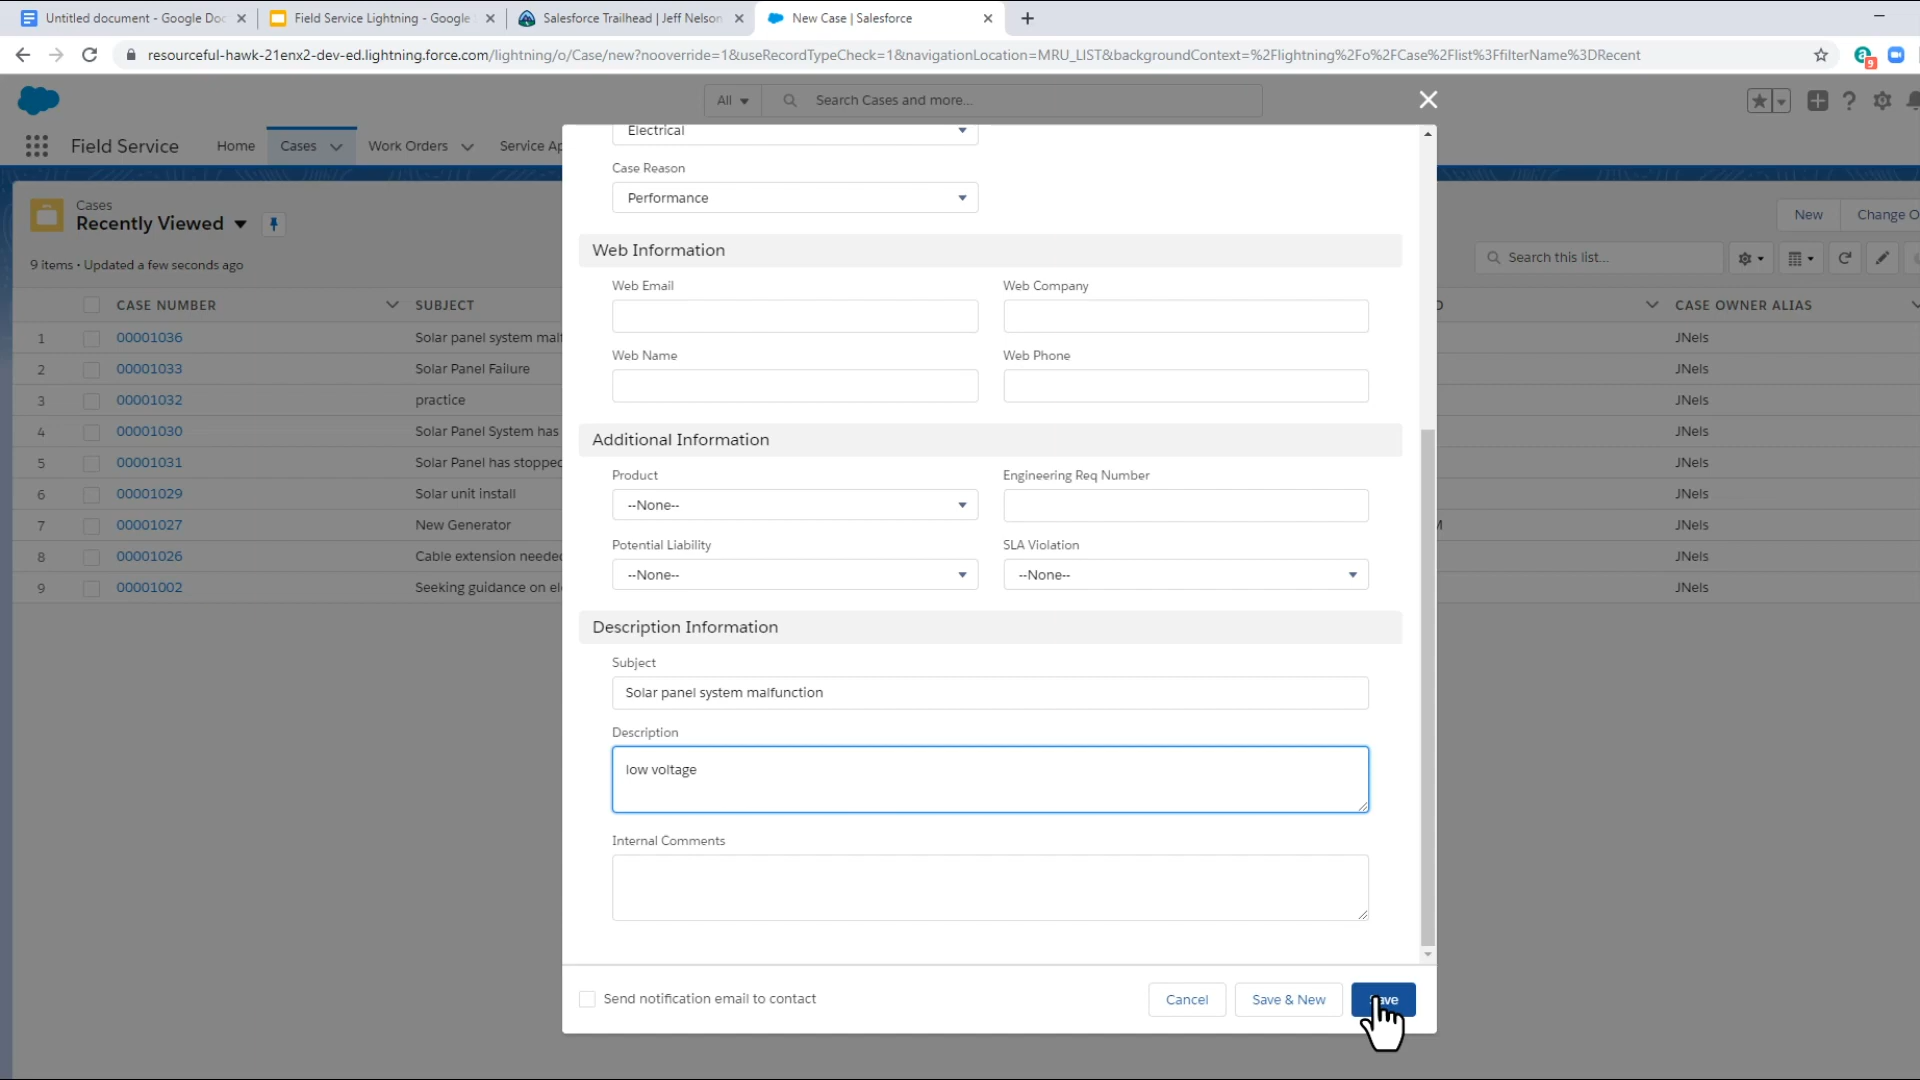 Untitled document - Google Doc
Field Service Lightning - Google
Salesforce Trailhead | Jeff Nelson
New Case | Salesforce
resourceful-hawk-21enx2-dev-ed.lightning.force.com/lightning/o/Case/new?nooverride=1&useRecordTypeCheck=1&navigationLocation=MRU_LIST&backgroundContext=%2Flightning%2Fo%2FCase%2Flist%3FfilterName%3DRecent
9
All
Search Cases and more...
Field Service
Home
Cases
Work Orders
Service Ap
Cases
Recently Viewed
New
Change O
9 items • Updated a few seconds ago
Search this list...
CASE NUMBER
SUBJECT
CASE OWNER ALIAS
1 00001036 Solar panel system mal JNels
2 00001033 Solar Panel Failure JNels
3 00001032 practice JNels
4 00001030 Solar Panel System has JNels
5 00001031 Solar Panel has stopped JNels
6 00001029 Solar unit install JNels
7 00001027 New Generator JNels
8 00001026 Cable extension needed JNels
9 00001002 Seeking guidance on el JNels
Electrical
Case Reason
Performance
Web Information
Web Email
Web Company
Web Name
Web Phone
Additional Information
Product
Engineering Req Number
--None--
Potential Liability
SLA Violation
--None--
--None--
Description Information
Subject
Solar panel system malfunction
Description
low voltage
Internal Comments
Send notification email to contact
Cancel
Save & New